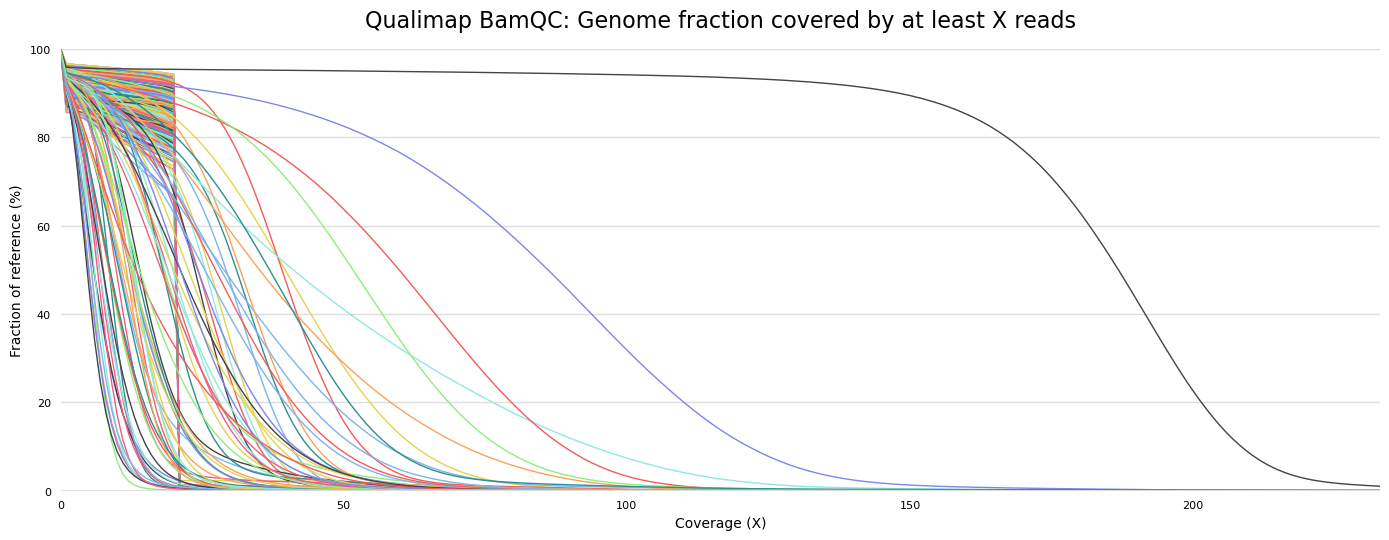 Qualimap BamQC: Genome fraction covered by at least X reads
100
80
60
40
20
0
Fraction of reference (%)
0 50 100 150 200
Coverage (X)